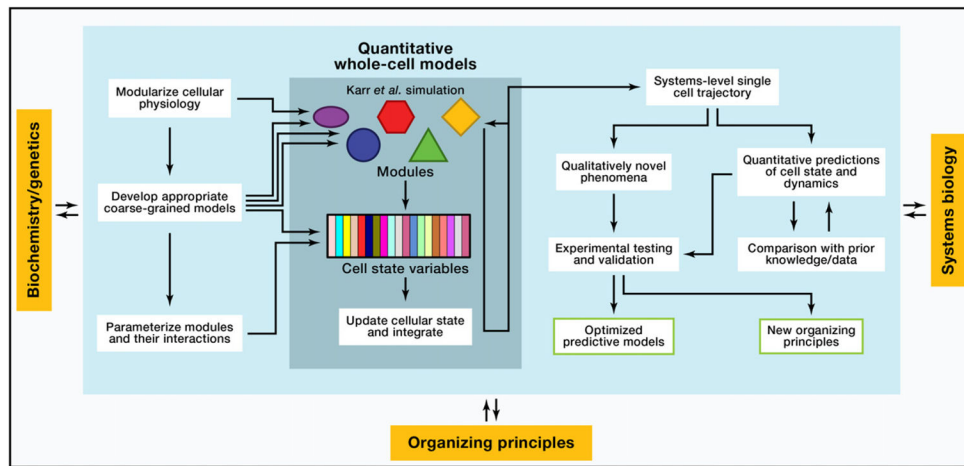 Quantitative
whole-cell models
Karr et al. simulation
Modules
Cell state variables
Update cellular state
and integrate
Modularize cellular
physiology
Develop appropriate
coarse-grained models
Parameterize modules
and their interactions
Systems-level single
cell trajectory
Qualitatively novel
phenomena
Quantitative predictions
of cell state and
dynamics
Experimental testing
and validation
Comparison with prior
knowledge/data
Optimized
predictive models
New organizing
principles
Biochemistry/genetics
Systems biology
Organizing principles